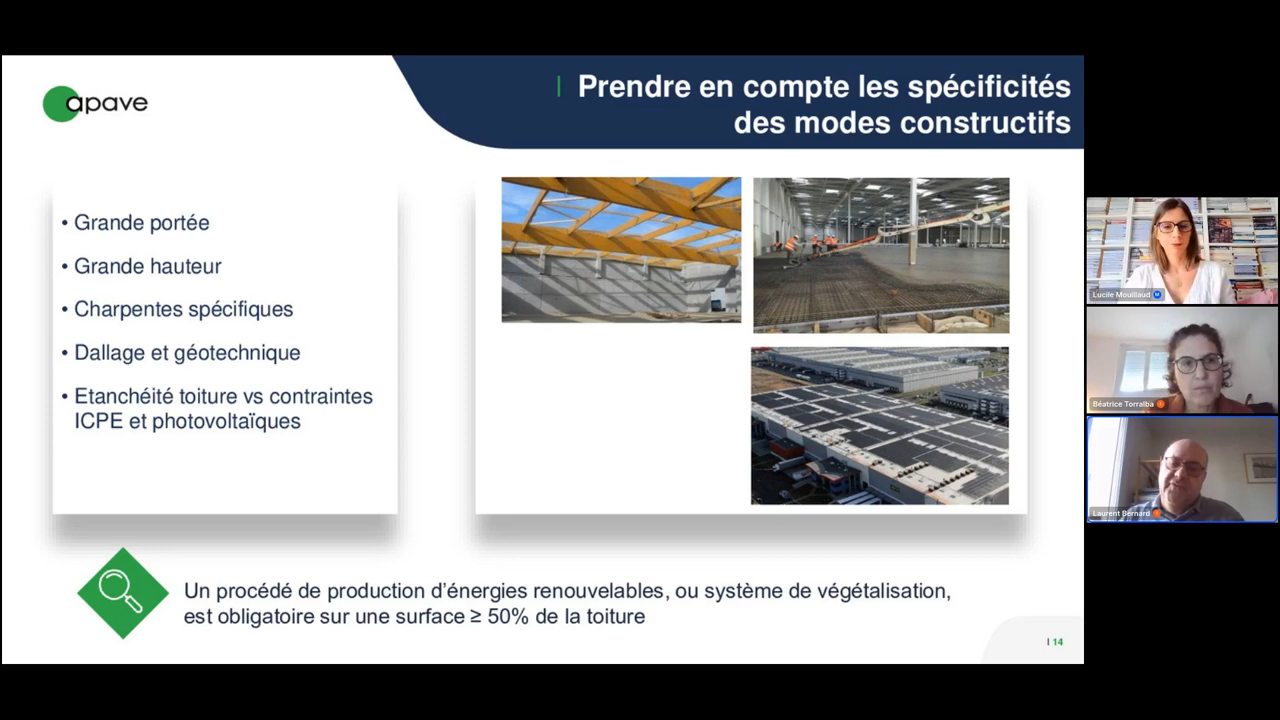 apave
Prendre en compte les spécificités
des modes constructifs
• Grande portée
• Grande hauteur
• Charpentes spécifiques
• Dallage et géotechnique
• Etanchéité toiture vs contraintes
ICPE et photovoltaïques
Un procédé de production d’énergies renouvelables, ou système de végétalisation,
est obligatoire sur une surface ≥ 50% de la toiture
14
Lucile Mouillaud M
Béatrice Torralba
Laurent Bernard